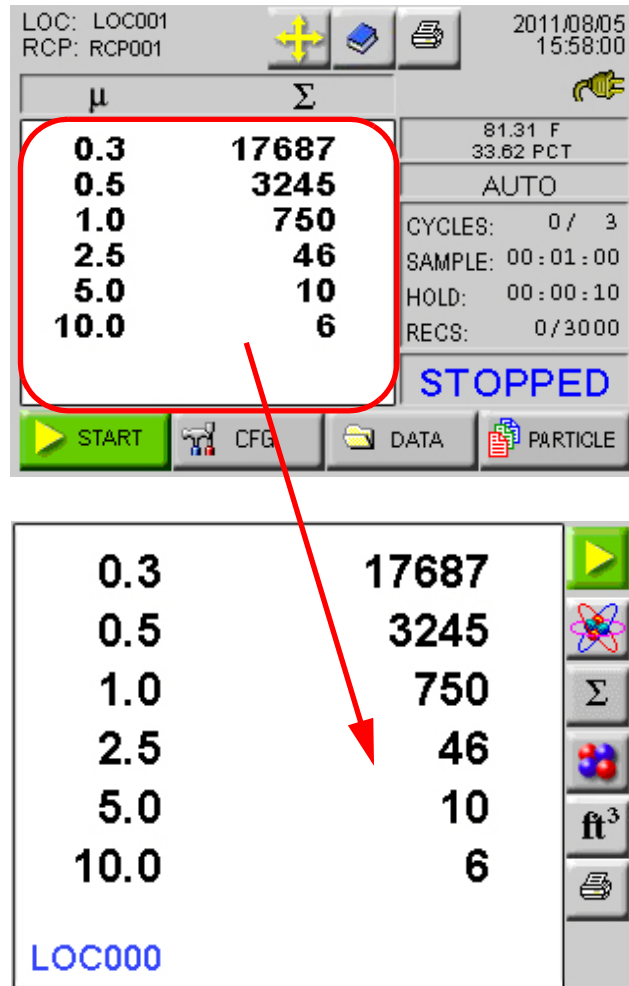 LOC: LOC001
RCP: RCP001
2011/08/05
15:58:00
μ Σ
0.3 17687
0.5 3245
1.0 750
2.5 46
5.0 10
10.0 6
81.31 F
33.62 PCT
AUTO
CYCLES: 0/ 3
SAMPLE: 00:01:00
HOLD: 00:00:10
RECS: 0/3000
STOPPED
START
CFG
DATA
PARTICLE
0.3 17687
0.5 3245
1.0 750
2.5 46
5.0 10
10.0 6
LOC000
Σ
ft³